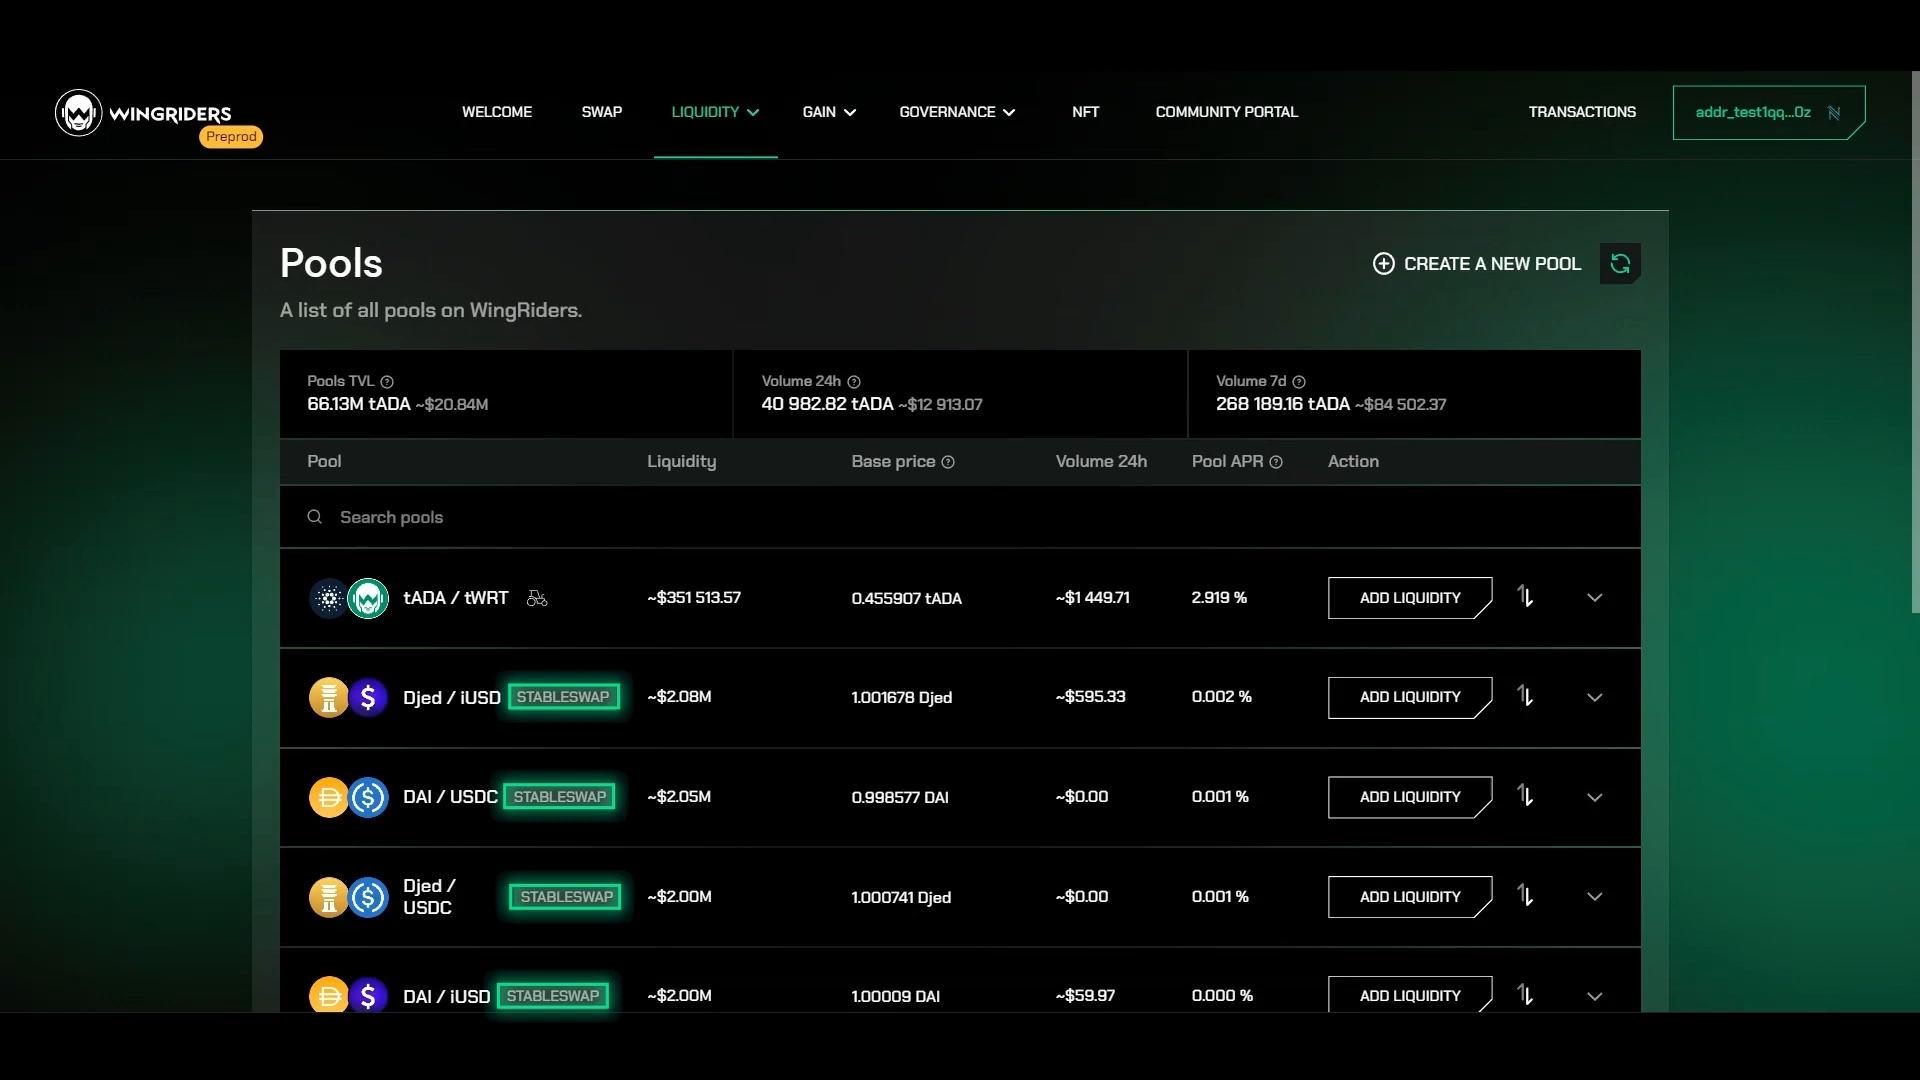 WINGRIDERS
Preprod
WELCOME SWAP LIQUIDITY GAIN GOVERNANCE NFT COMMUNITY PORTAL TRANSACTIONS addr_test1qq...0z
Pools
CREATE A NEW POOL
A list of all pools on WingRiders.
Pools TVL Volume 24h Volume 7d
66.13M tADA ~$20.84M 40 982.82 tADA ~$12 913.07 268 189.16 tADA ~$84 502.37
Pool Liquidity Base price Volume 24h Pool APR Action
Search pools
tADA / tWRT ~$351 513.57 0.455907 tADA ~$1 449.71 2.919 % ADD LIQUIDITY
Djed / iUSD STABLESWAP ~$2.08M 1.001678 Djed ~$595.33 0.002 % ADD LIQUIDITY
DAI / USDC STABLESWAP ~$2.05M 0.998577 DAI ~$0.00 0.001 % ADD LIQUIDITY
Djed /
USDC STABLESWAP ~$2.00M 1.000741 Djed ~$0.00 0.001 % ADD LIQUIDITY
DAI / iUSD STABLESWAP ~$2.00M 1.00009 DAI ~$59.97 0.000 % ADD LIQUIDITY